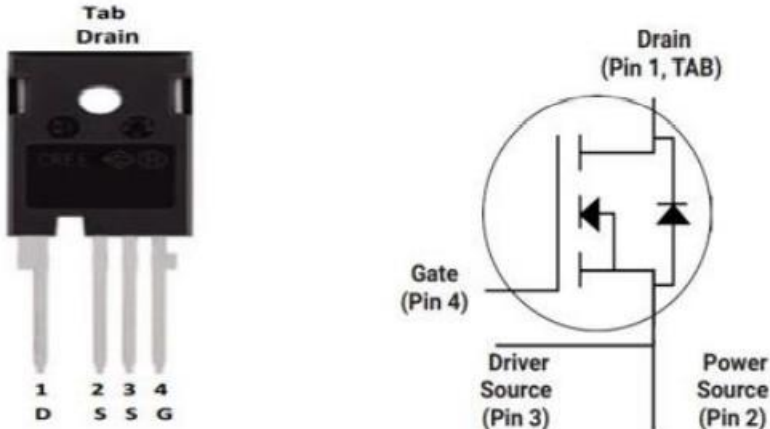 Tab
Drain
CREE
1 2 3 4
D S S G
Drain
(Pin 1, TAB)
Gate
(Pin 4)
Driver
Source
(Pin 3)
Power
Source
(Pin 2)